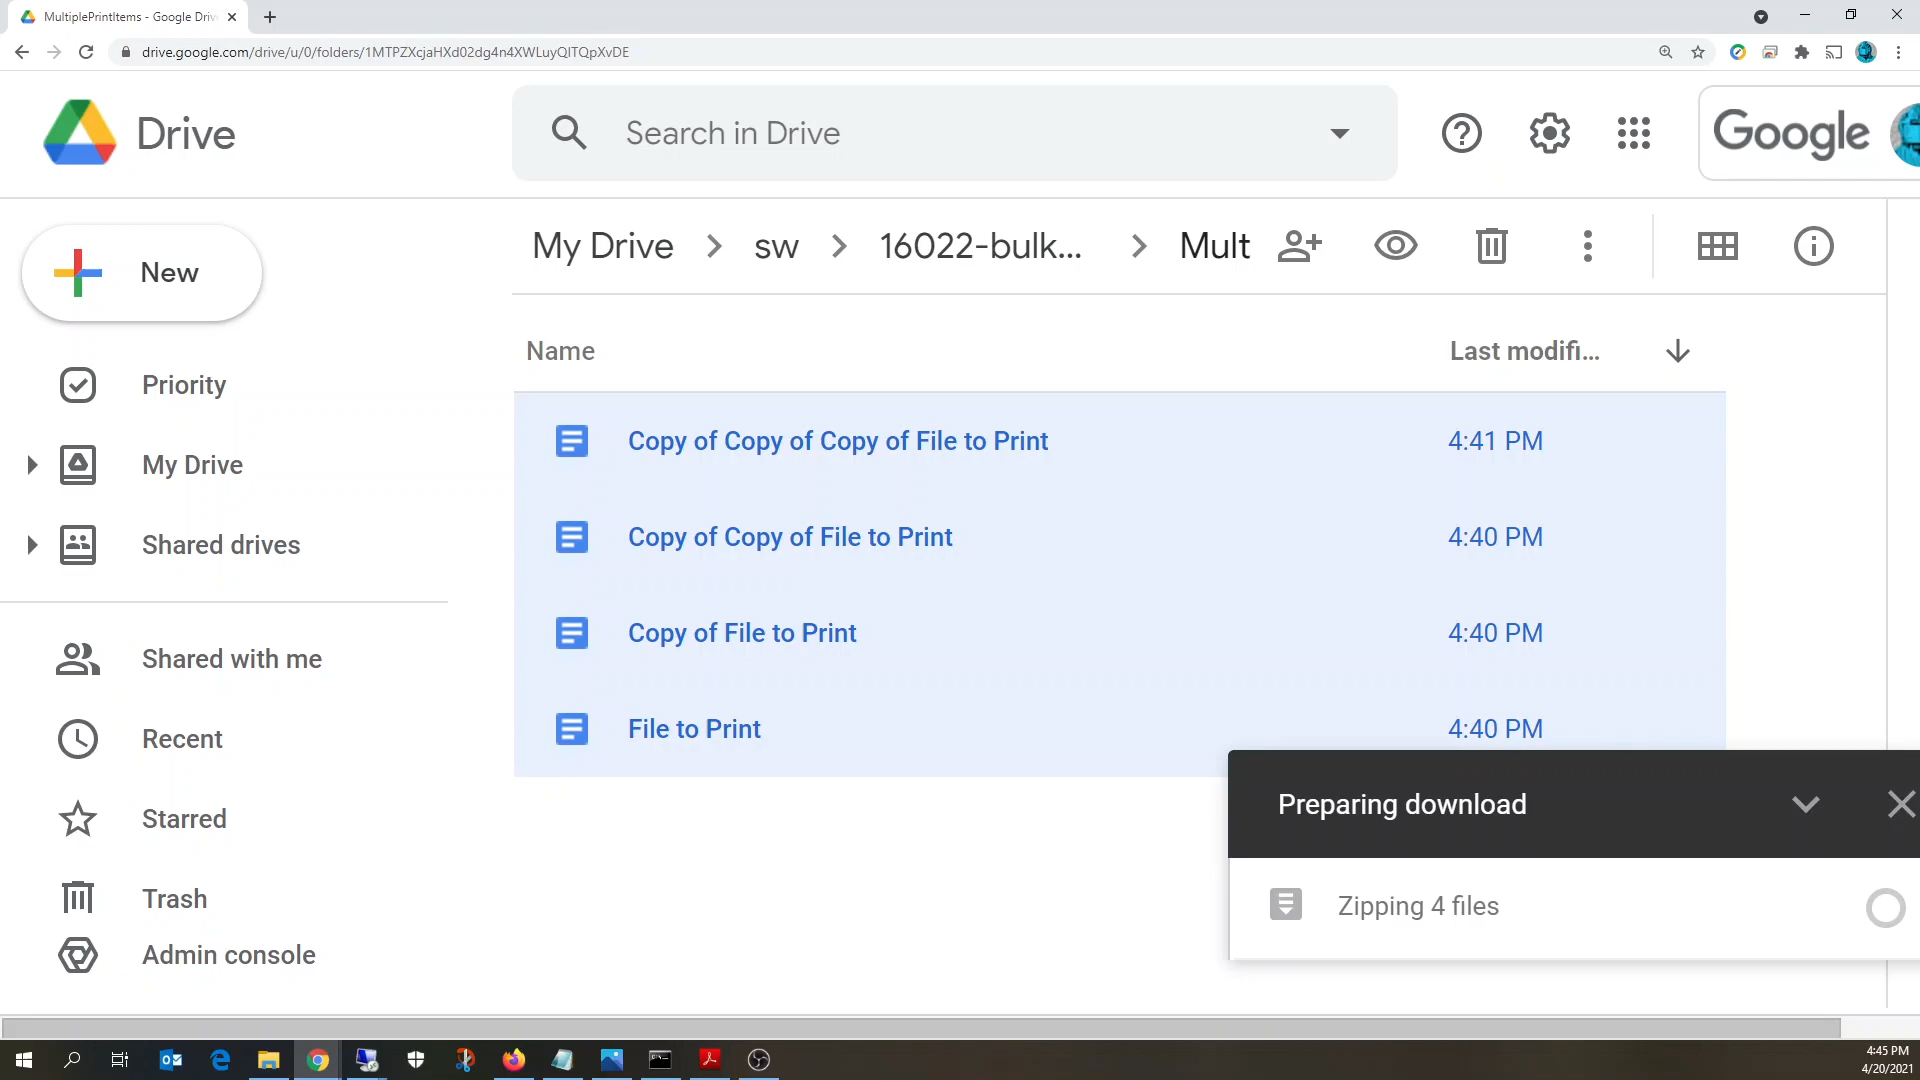 MultiplePrintItems - Google Driv
drive.google.com/drive/u/0/folders/1MTPZXcjaHXd02dg4n4XWLuyQlTQpXvDE
Drive
Search in Drive
Google
New
My Drive
sw
16022-bulk...
Mult
Name
Last modifi...
Priority
My Drive
Shared drives
Shared with me
Recent
Starred
Trash
Admin console
Copy of Copy of Copy of File to Print
4:41 PM
Copy of Copy of File to Print
4:40 PM
Copy of File to Print
4:40 PM
File to Print
4:40 PM
Preparing download
Zipping 4 files
4:45 PM
4/20/2021